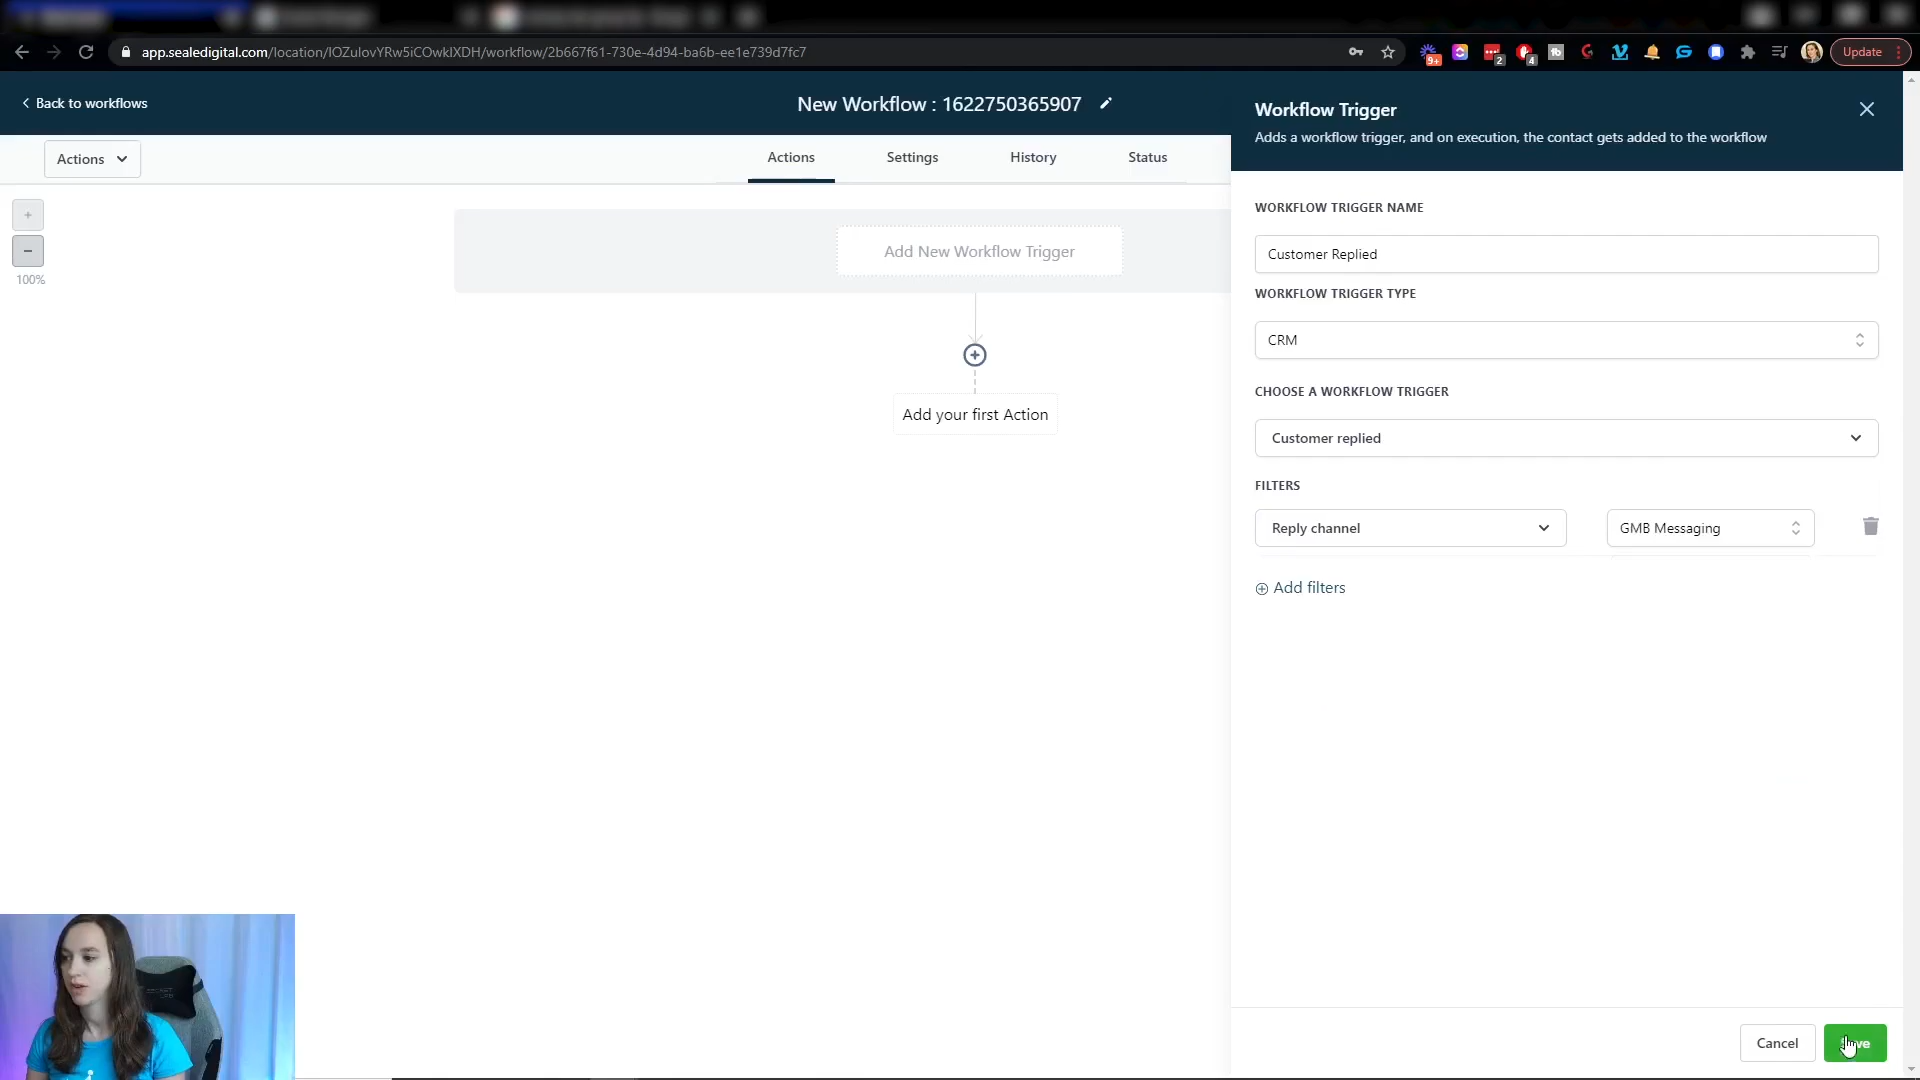 app.sealedigital.com/location/IOZulovYRw5iCOwkIXDH/workflow/2b667f61-730e-4d94-ba6b-ee1e739d7fc7
9+
2
4
Update
Back to workflows
New Workflow : 1622750365907
Workflow Trigger
Adds a workflow trigger, and on execution, the contact gets added to the workflow
Actions
Actions
Settings
History
Status
100%
Add New Workflow Trigger
Add your first Action
WORKFLOW TRIGGER NAME
Customer Replied
WORKFLOW TRIGGER TYPE
CRM
CHOOSE A WORKFLOW TRIGGER
Customer replied
FILTERS
Reply channel
GMB Messaging
Add filters
Cancel